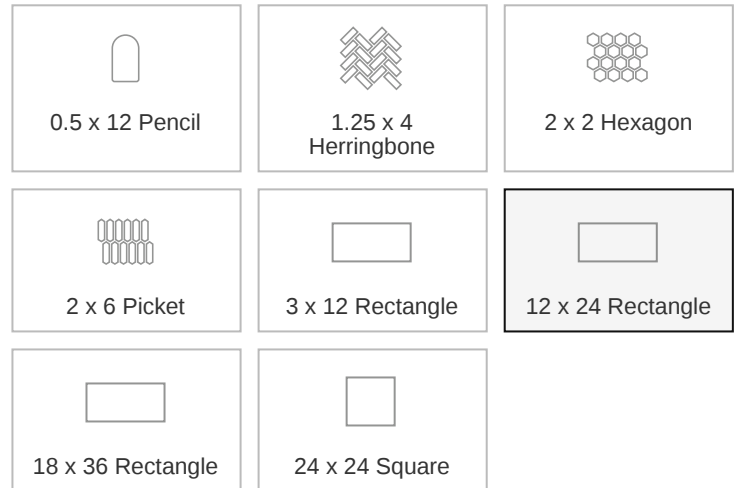 0.5 x 12 Pencil
1.25 x 4
Herringbone
2 x 2 Hexagon
2 x 6 Picket
3 x 12 Rectangle
12 x 24 Rectangle
18 x 36 Rectangle
24 x 24 Square